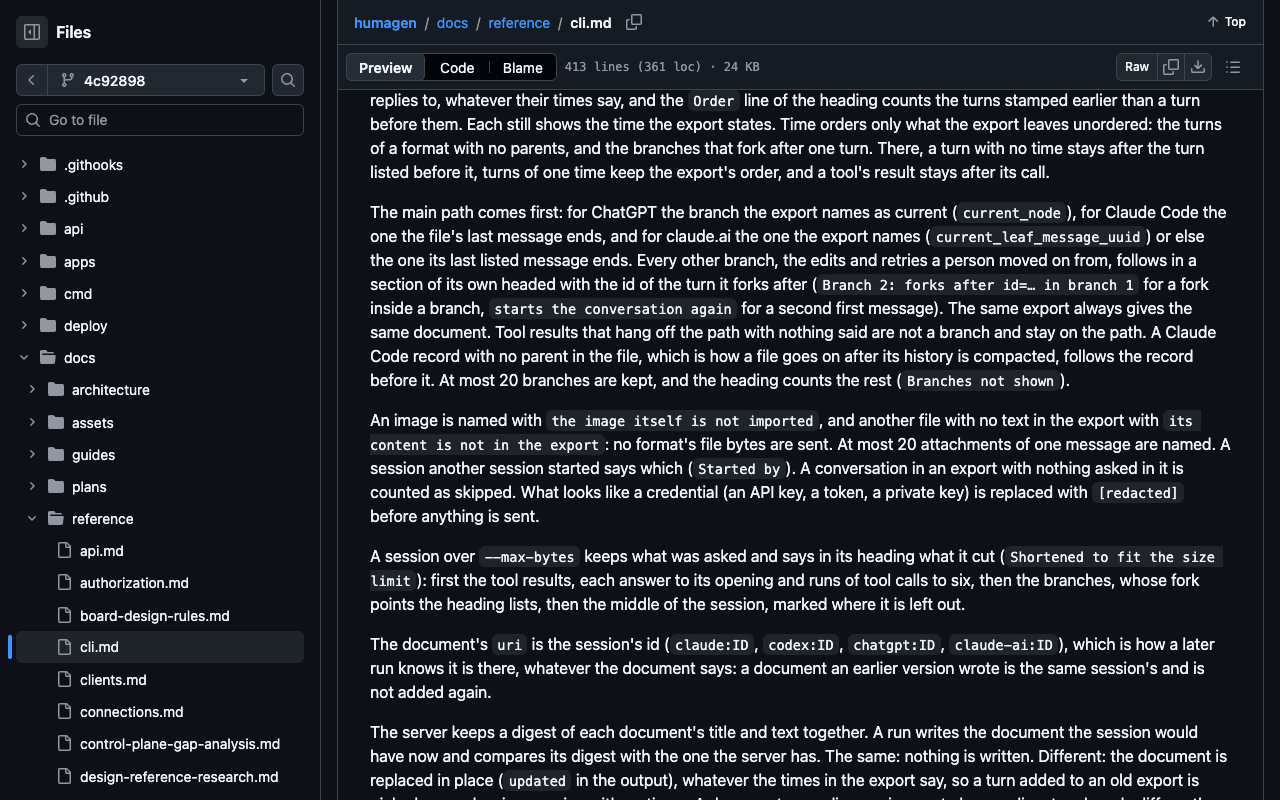 Files
4c92898
Go to file
.githooks
.github
api
apps
cmd
deploy
docs
architecture
assets
guides
plans
reference
api.md
authorization.md
board-design-rules.md
cli.md
clients.md
connections.md
control-plane-gap-analysis.md
design-reference-research.md
humagen / docs / reference / cli.md
Top
Preview Code Blame 413 lines (361 loc) · 24 KB
Raw
replies to, whatever their times say, and the Order line of the heading counts the turns stamped earlier than a turn
before them. Each still shows the time the export states. Time orders only what the export leaves unordered: the turns
of a format with no parents, and the branches that fork after one turn. There, a turn with no time stays after the turn
listed before it, turns of one time keep the export's order, and a tool's result stays after its call.
The main path comes first: for ChatGPT the branch the export names as current (current_node), for Claude Code the
one the file's last message ends, and for claude.ai the one the export names (current_leaf_message_uuid) or else
the one its last listed message ends. Every other branch, the edits and retries a person moved on from, follows in a
section of its own headed with the id of the turn it forks after (Branch 2: forks after id=… in branch 1 for a fork
inside a branch, starts the conversation again for a second first message). The same export always gives the
same document. Tool results that hang off the path with nothing said are not a branch and stay on the path. A Claude
Code record with no parent in the file, which is how a file goes on after its history is compacted, follows the record
before it. At most 20 branches are kept, and the heading counts the rest (Branches not shown).
An image is named with the image itself is not imported, and another file with no text in the export with its
content is not in the export: no format's file bytes are sent. At most 20 attachments of one message are named. A
session another session started says which (Started by). A conversation in an export with nothing asked in it is
counted as skipped. What looks like a credential (an API key, a token, a private key) is replaced with [redacted]
before anything is sent.
A session over --max-bytes keeps what was asked and says in its heading what it cut (Shortened to fit the size
limit): first the tool results, each answer to its opening and runs of tool calls to six, then the branches, whose fork
points the heading lists, then the middle of the session, marked where it is left out.
The document's uri is the session's id (claude:ID, codex:ID, chatgpt:ID, claude-ai:ID), which is how a later
run knows it is there, whatever the document says: a document an earlier version wrote is the same session's and is
not added again.
The server keeps a digest of each document's title and text together. A run writes the document the session would
have now and compares its digest with the one the server has. The same: nothing is written. Different: the document is
replaced in place (updated in the output), whatever the times in the export say, so a turn added to an old export is